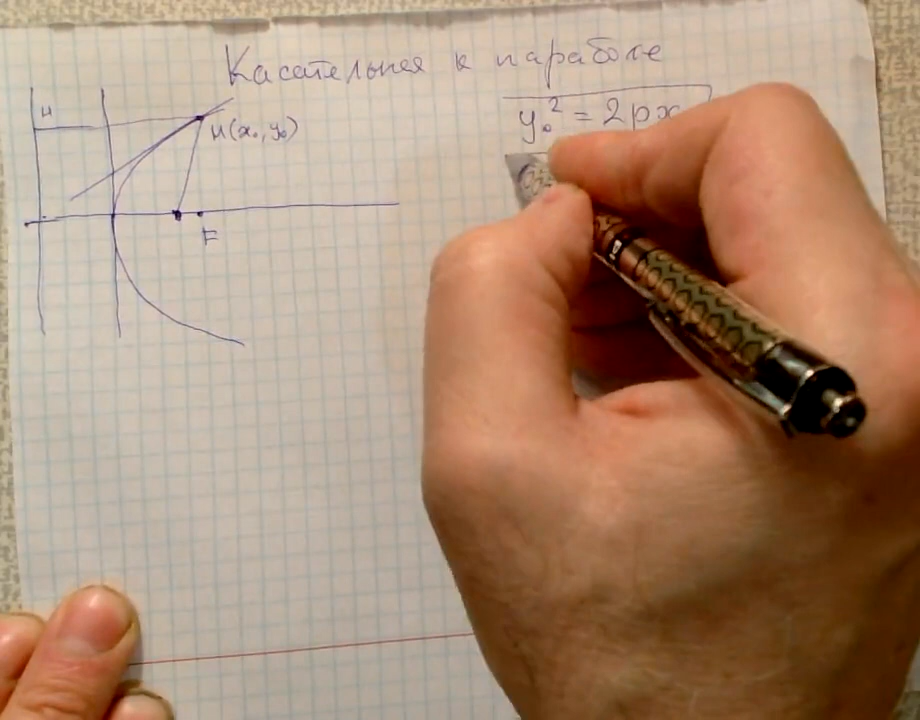 Касательная к параболе
y₀² = 2px
H
M(x₀, y₀)
F